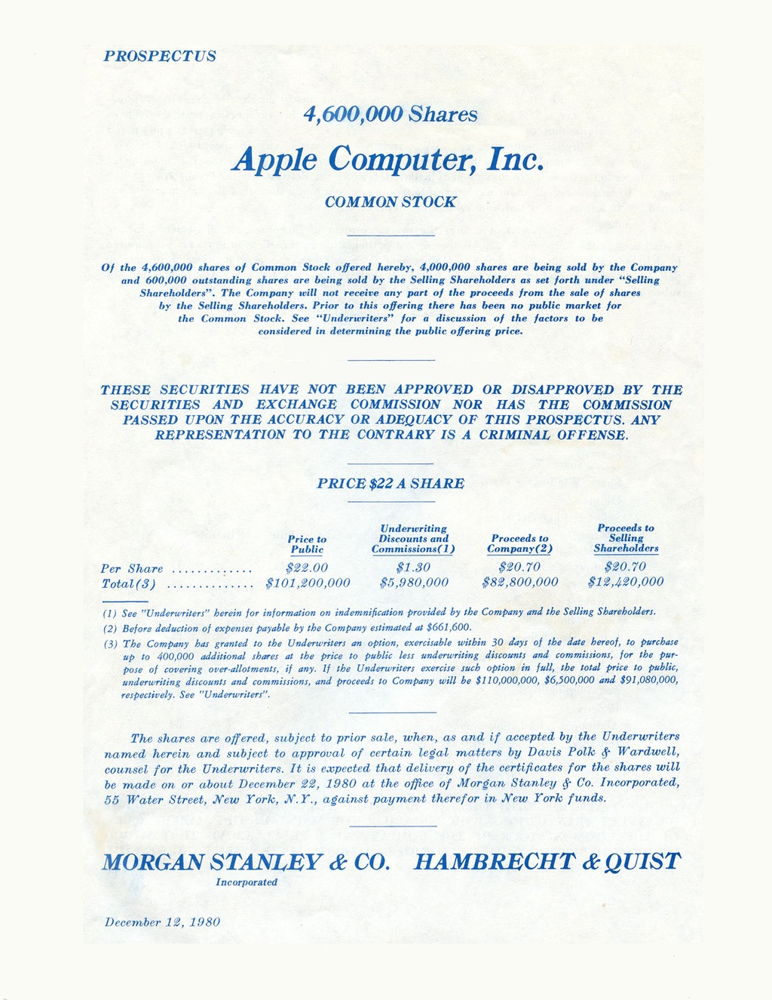 PROSPECTUS
4,600,000 Shares
Apple Computer, Inc.
COMMON STOCK
Of the 4,600,000 shares of Common Stock offered hereby, 4,000,000 shares are being sold by the Company
and 600,000 outstanding shares are being sold by the Selling Shareholders as set forth under “Selling
Shareholders”. The Company will not receive any part of the proceeds from the sale of shares
by the Selling Shareholders. Prior to this offering there has been no public market for
the Common Stock. See “Underwriters” for a discussion of the factors to be
considered in determining the public offering price.
THESE SECURITIES HAVE NOT BEEN APPROVED OR DISAPPROVED BY THE
SECURITIES AND EXCHANGE COMMISSION NOR HAS THE COMMISSION
PASSED UPON THE ACCURACY OR ADEQUACY OF THIS PROSPECTUS. ANY
REPRESENTATION TO THE CONTRARY IS A CRIMINAL OFFENSE.
PRICE $22 A SHARE
Price to Public
Underwriting Discounts and Commissions(1)
Proceeds to Company(2)
Proceeds to Selling Shareholders
Per Share ............. $22.00 $1.30 $20.70 $20.70
Total(3) .............. $101,200,000 $5,980,000 $82,800,000 $12,420,000
(1) See "Underwriters" herein for information on indemnification provided by the Company and the Selling Shareholders.
(2) Before deduction of expenses payable by the Company estimated at $661,600.
(3) The Company has granted to the Underwriters an option, exercisable within 30 days of the date hereof, to purchase
up to 400,000 additional shares at the price to public less underwriting discounts and commissions, for the pur-
pose of covering over-allotments, if any. If the Underwriters exercise such option in full, the total price to public,
underwriting discounts and commissions, and proceeds to Company will be $110,000,000, $6,500,000 and $91,080,000,
respectively. See "Underwriters".
The shares are offered, subject to prior sale, when, as and if accepted by the Underwriters
named herein and subject to approval of certain legal matters by Davis Polk & Wardwell,
counsel for the Underwriters. It is expected that delivery of the certificates for the shares will
be made on or about December 22, 1980 at the office of Morgan Stanley & Co. Incorporated,
55 Water Street, New York, N.Y., against payment therefor in New York funds.
MORGAN STANLEY & CO. HAMBRECHT & QUIST
Incorporated
December 12, 1980